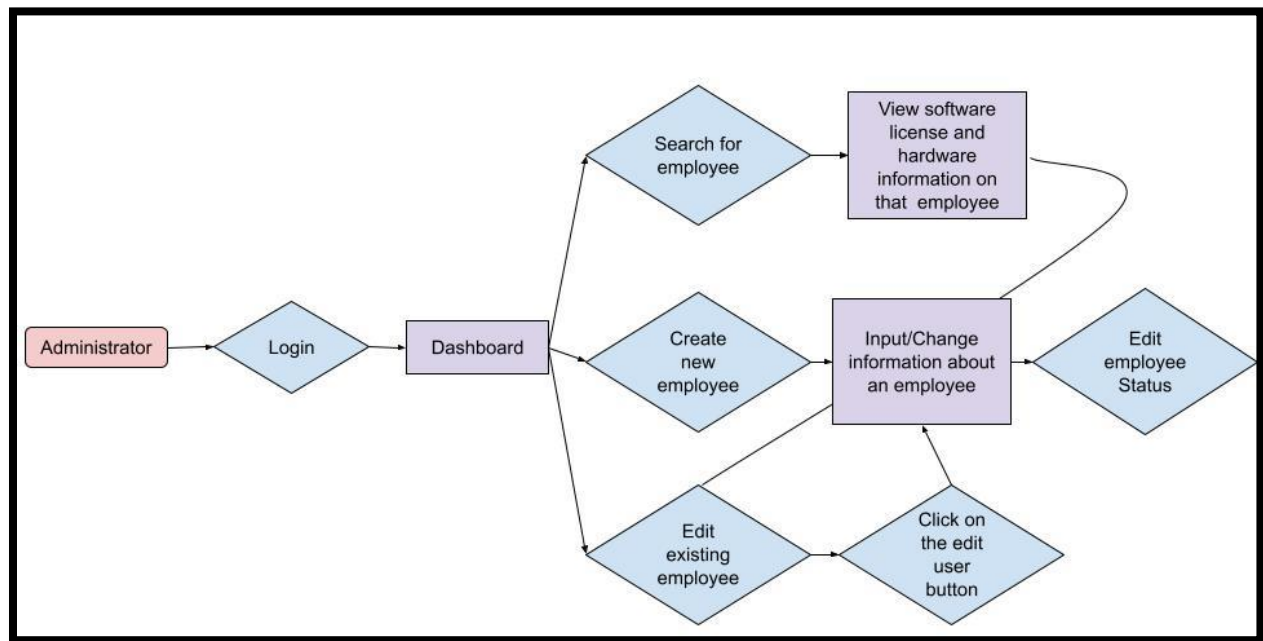 Administrator
Login
Dashboard
Search for
employee
View software
license and
hardware
information on
that employee
Create
new
employee
Input/Change
information about
an employee
Edit
employee
Status
Edit
existing
employee
Click on
the edit
user
button